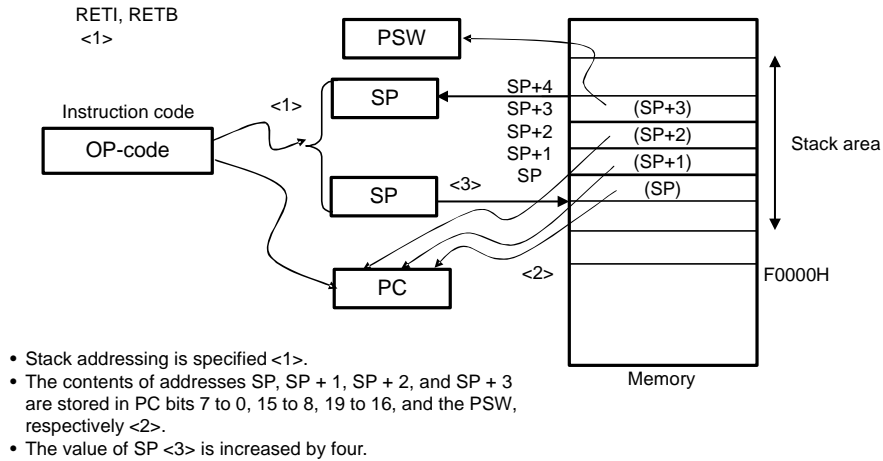 RETI, RETB
<1>
PSW
Instruction code
<1>
OP-code
SP
SP
<3>
PC
SP+4
SP+3
SP+2
SP+1
SP
<2>
(SP+3)
(SP+2)
(SP+1)
(SP)
Stack area
F0000H
Memory
• Stack addressing is specified <1>.
• The contents of addresses SP, SP + 1, SP + 2, and SP + 3
are stored in PC bits 7 to 0, 15 to 8, 19 to 16, and the PSW,
respectively <2>.
• The value of SP <3> is increased by four.